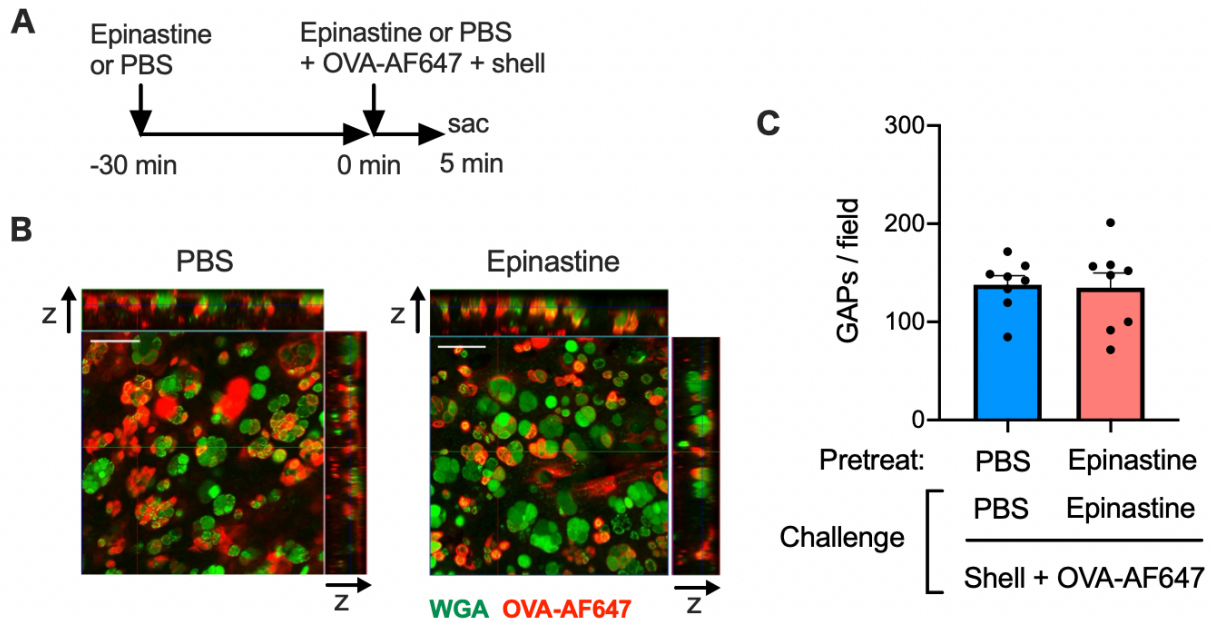 A
Epinastine
or PBS
Epinastine or PBS
+ OVA-AF647 + shell
sac
-30 min
0 min
5 min
B
PBS
Epinastine
z
z
z
z
WGA OVA-AF647
C
300
200
100
0
GAPs / field
Pretreat:
PBS
Epinastine
PBS
Epinastine
Challenge
Shell + OVA-AF647